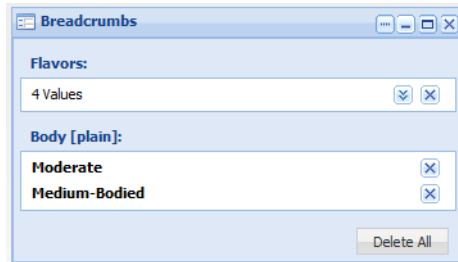 Breadcrumbs
Flavors:
4 Values
Body [plain]:
Moderate
Medium-Bodied
Delete All